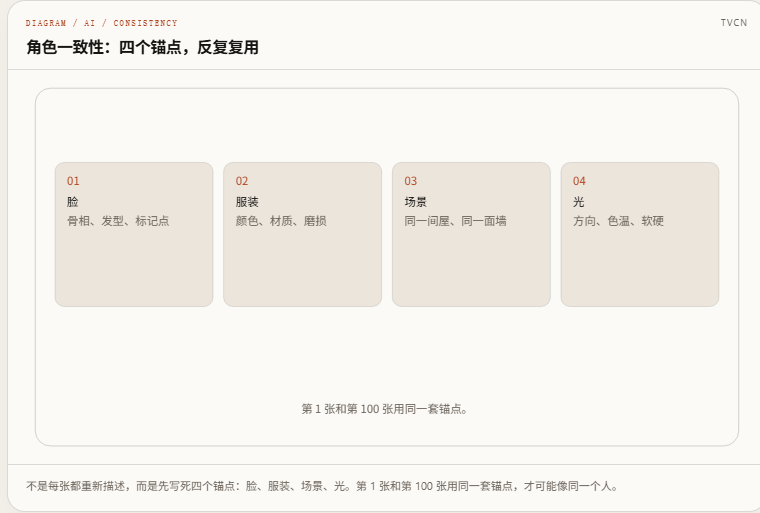 DIAGRAM / AI / CONSISTENCY
TVCN
角色一致性：四个锚点，反复复用
01
脸
骨相、发型、标记点
02
服装
颜色、材质、磨损
03
场景
同一间屋、同一面墙
04
光
方向、色温、软硬
第 1 张和第 100 张用同一套锚点。
不是每张都重新描述，而是先写死四个锚点：脸、服装、场景、光。第 1 张和第 100 张用同一套锚点，才可能像同一个人。